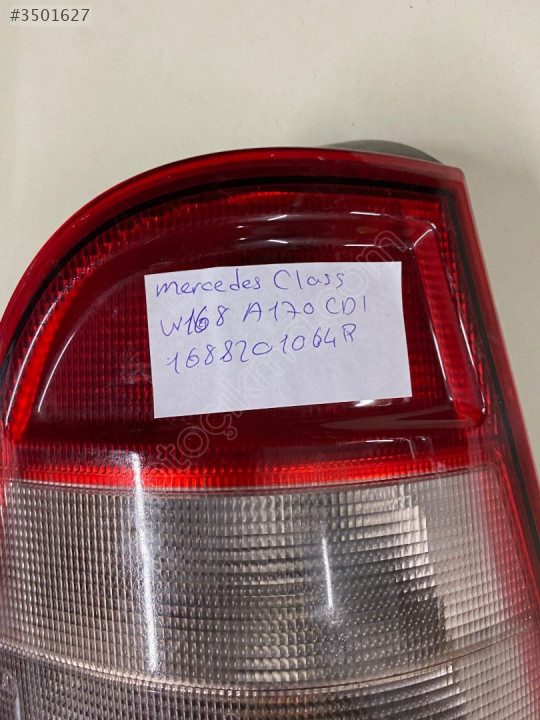 #3501627
mercedes Class
W168 A170 CDI
1688201064R